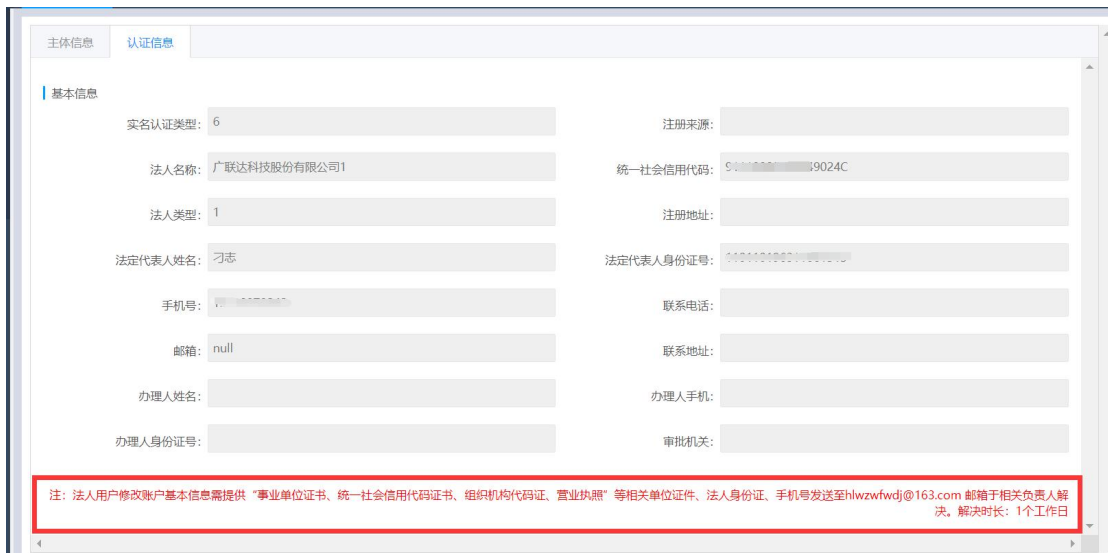 主体信息 认证信息
基本信息
实名认证类型: 6 注册来源:
法人名称: 广联达科技股份有限公司1 统一社会信用代码: 9 49024C
法人类型: 1 注册地址:
法定代表人姓名: 刁志 法定代表人身份证号:
手机号: 联系电话:
邮箱: null 联系地址:
办理人姓名: 办理人手机:
办理人身份证号: 审批机关:
注：法人用户修改账户基本信息需提供“事业单位证书、统一社会信用代码证书、组织机构代码证、营业执照”等相关单位证件、法人身份证、手机号发送至hlwzwfwdj@163.com 邮箱于相关负责人解
决。解决时长：1个工作日